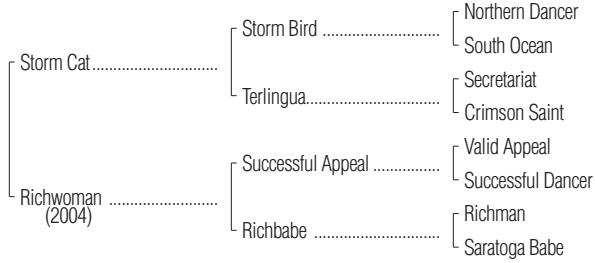 Northern Dancer
Storm Bird ..............................
South Ocean
Storm Cat................................
Secretariat
Terlingua..................................
Crimson Saint
Valid Appeal
Successful Appeal .................
Successful Dancer
Richwoman ............................
(2004)
Richman
Richbabe ................................
Saratoga Babe